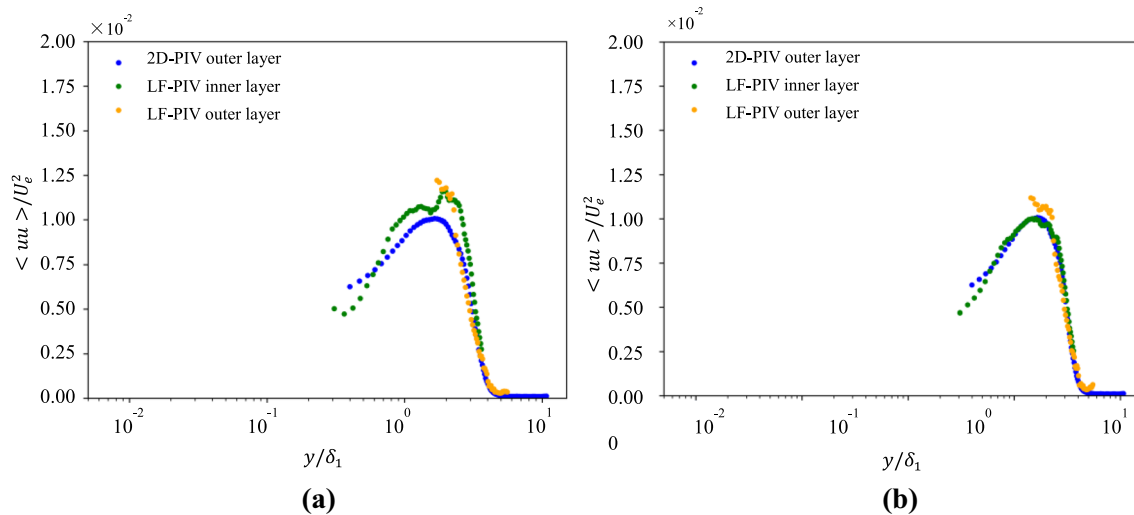 ×10⁻²
2.00
1.75
1.50
1.25
1.00
0.75
0.50
0.25
0.00
< uu >/Uₑ²
2D-PIV outer layer
LF-PIV inner layer
LF-PIV outer layer
10⁻² 10⁻¹ 10⁰ 10¹
y/δ₁
(a)
×10⁻²
2.00
1.75
1.50
1.25
1.00
0.75
0.50
0.25
0.00
0
< uu >/Uₑ²
2D-PIV outer layer
LF-PIV inner layer
LF-PIV outer layer
10⁻² 10⁻¹ 10⁰ 10¹
y/δ₁
(b)